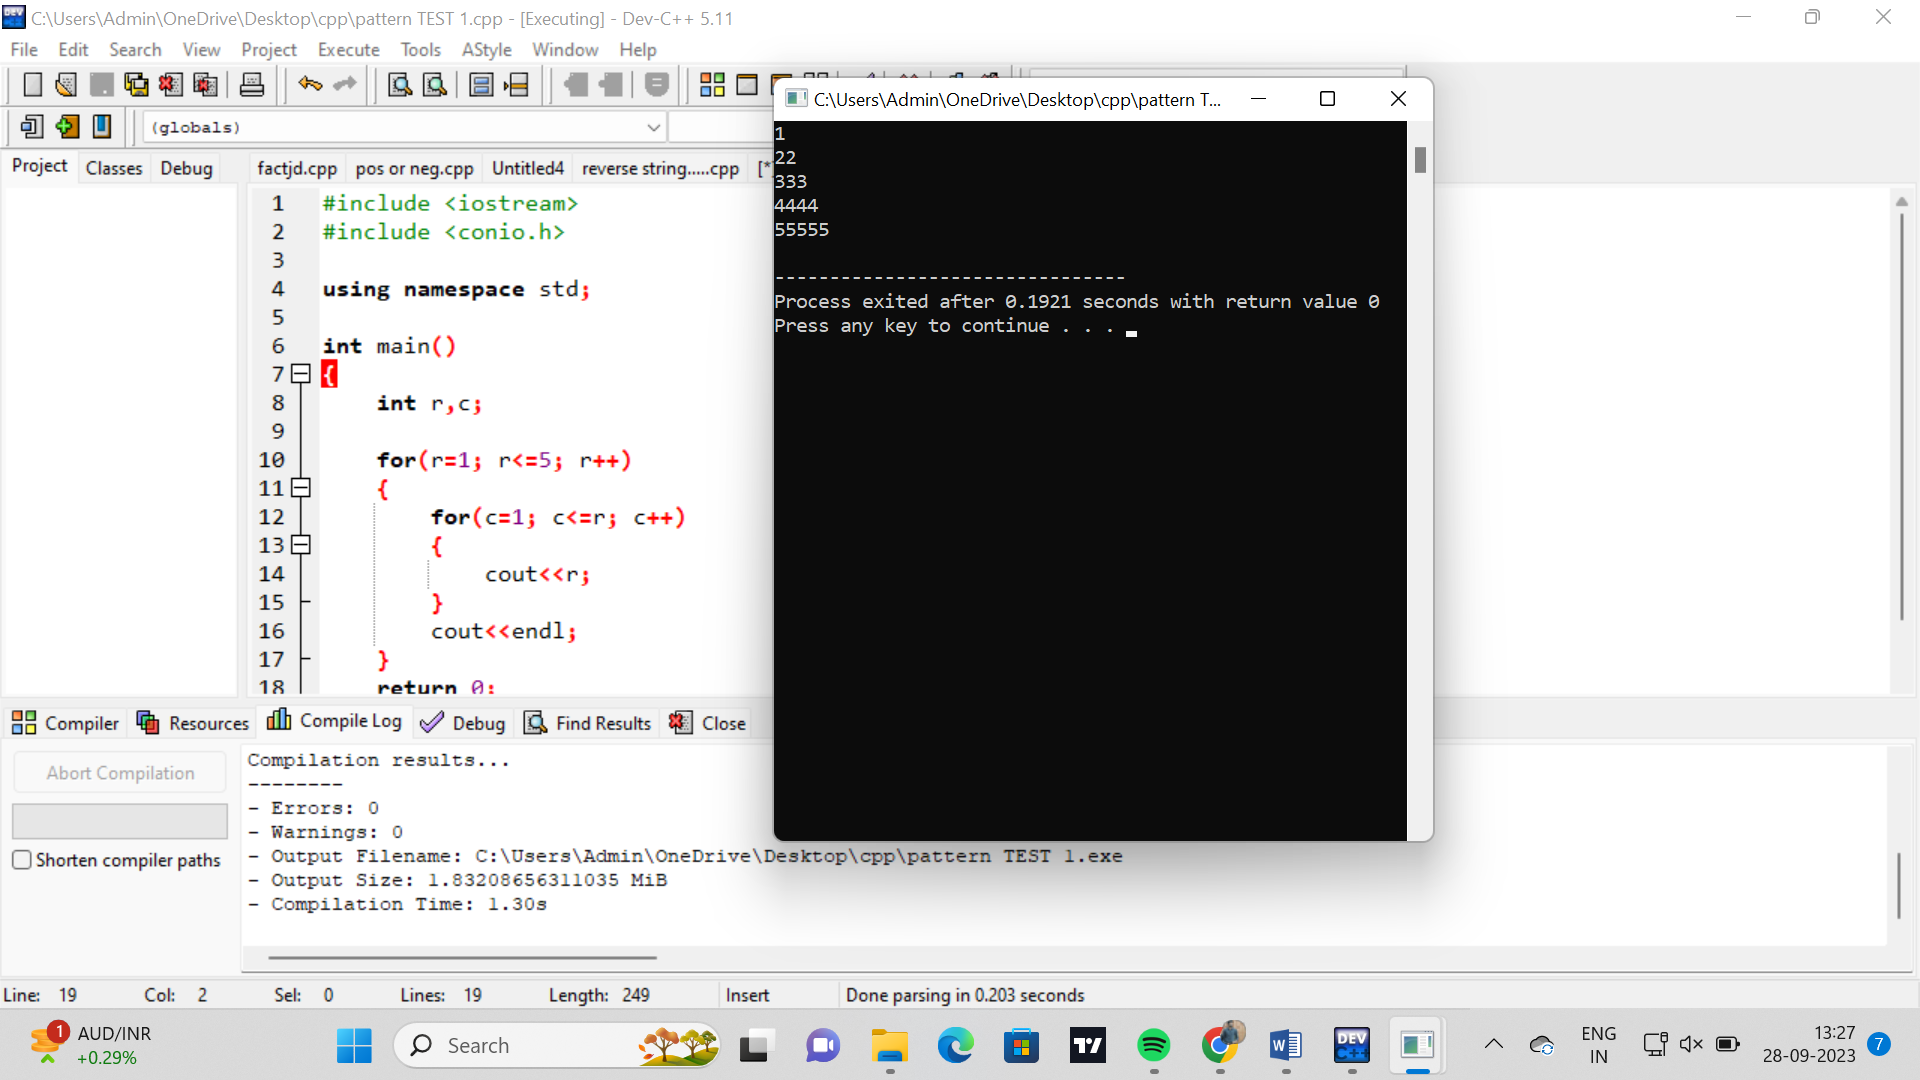 C:\Users\Admin\OneDrive\Desktop\cpp\pattern TEST 1.cpp - [Executing] - Dev-C++ 5.11
File Edit Search View Project Execute Tools AStyle Window Help
(globals)
Project Classes Debug
factjd.cpp pos or neg.cpp Untitled4 reverse string.....cpp [*
1 #include <iostream>
2 #include <conio.h>
3
4 using namespace std;
5
6 int main()
7 {
8 int r,c;
9
10 for(r=1; r<=5; r++)
11 {
12 for(c=1; c<=r; c++)
13 {
14 cout<<r;
15 }
16 cout<<endl;
17 }
18 return 0;
C:\Users\Admin\OneDrive\Desktop\cpp\pattern T...
1
22
333
4444
55555
--------------------------------
Process exited after 0.1921 seconds with return value 0
Press any key to continue . . .
Compiler Resources Compile Log Debug Find Results Close
Abort Compilation
Shorten compiler paths
Compilation results...
--------
- Errors: 0
- Warnings: 0
- Output Filename: C:\Users\Admin\OneDrive\Desktop\cpp\pattern TEST 1.exe
- Output Size: 1.83208656311035 MiB
- Compilation Time: 1.30s
Line: 19 Col: 2 Sel: 0 Lines: 19 Length: 249 Insert Done parsing in 0.203 seconds
1
AUD/INR
+0.29%
Search
DEV C++
ENG
IN
13:27
28-09-2023
7